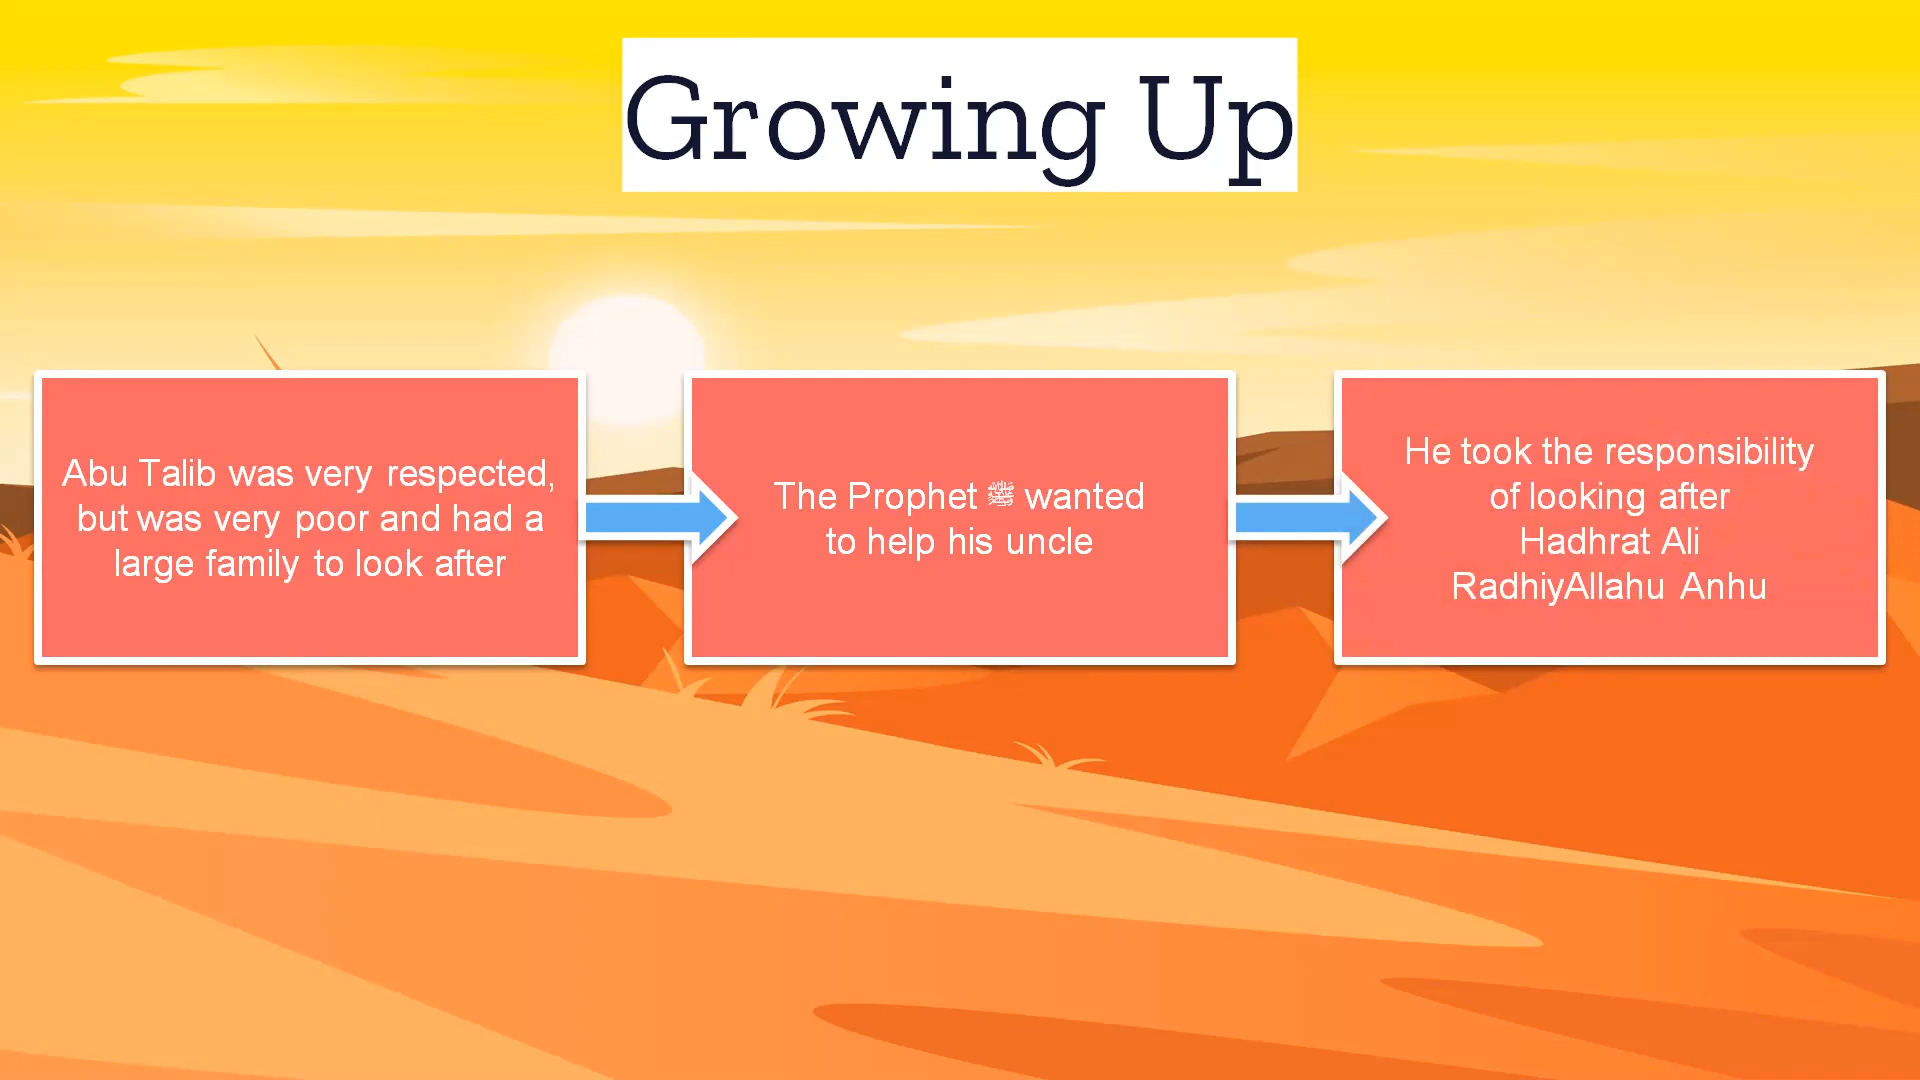 Growing Up
Abu Talib was very respected,
but was very poor and had a
large family to look after
The Prophet ﷺ wanted
to help his uncle
He took the responsibility
of looking after
Hadhrat Ali
RadhiyAllahu Anhu